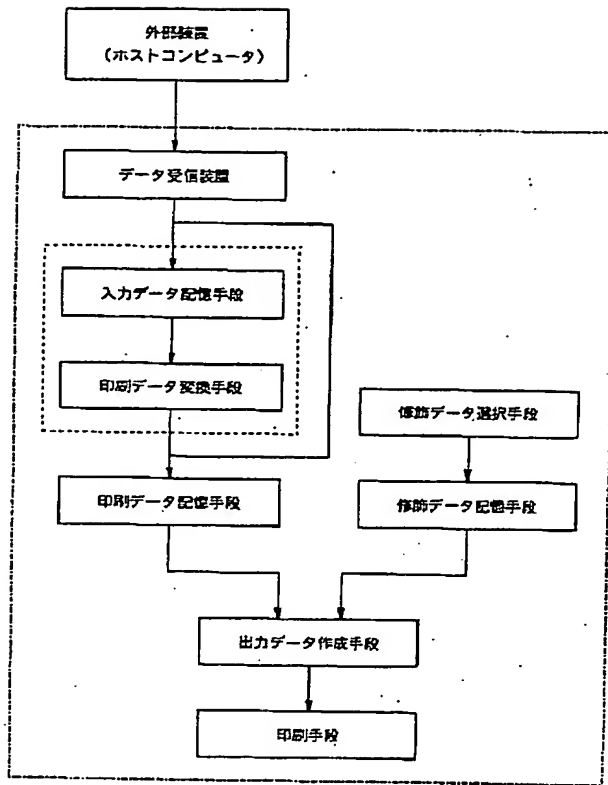 外部装置
(ホストコンピュータ)
データ受信装置
入力データ記憶手段
印刷データ変換手段
修飾データ選択手段
印刷データ記憶手段
修飾データ記憶手段
出力データ作成手段
印刷手段